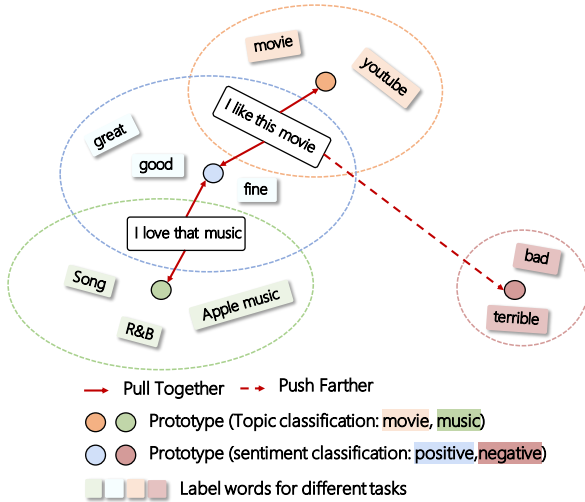 movie
youtube
I like this movie
great
good
fine
I love that music
Song
R&B
Apple music
bad
terrible
Pull Together
Push Farther
Prototype (Topic classification: movie, music)
Prototype (sentiment classification: positive,negative)
Label words for different tasks